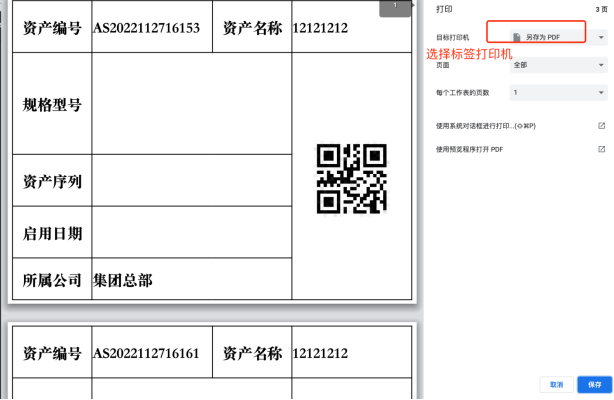 1
资产编号 AS2022112716153 资产名称 12121212
规格型号
资产序列
启用日期
所属公司 集团总部
资产编号 AS2022112716161 资产名称 12121212
打印 3 页
目标打印机 另存为 PDF
选择标签打印机
页面 全部
每个工作表的页数 1
使用系统对话框进行打印...(⇧⌘P)
使用预览程序打开 PDF
取消 保存